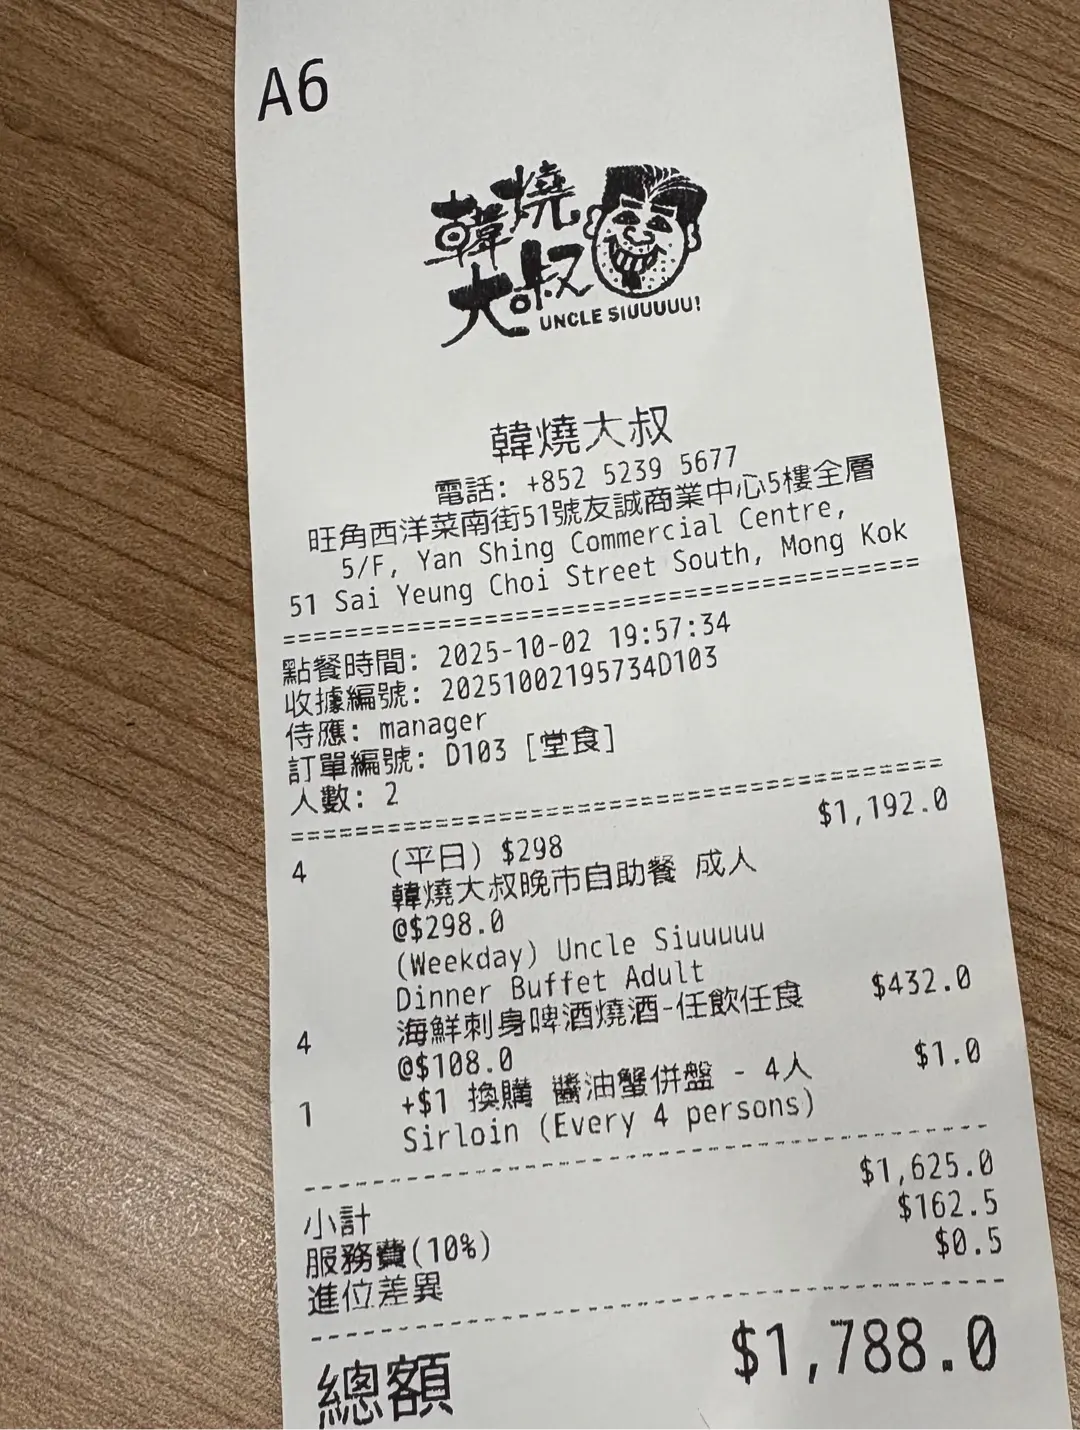 A6
韓燒
大叔
UNCLE SIUUUUU!
韓燒大叔
電話: +852 5239 5677
旺角西洋菜南街51號友誠商業中心5樓全層
5/F, Yan Shing Commercial Centre,
51 Sai Yeung Choi Street South, Mong Kok
========================================
點餐時間: 2025-10-02 19:57:34
收據編號: 20251002195734D103
侍應: manager
訂單編號: D103 [堂食]
人數: 2
========================================
4 (平日) $298 $1,192.0
韓燒大叔晚市自助餐 成人
@$298.0
(Weekday) Uncle Siuuuuu
Dinner Buffet Adult
4 海鮮刺身啤酒燒酒-任飲任食 $432.0
@$108.0
1 +$1 換購 醬油蟹併盤 - 4人 $1.0
Sirloin (Every 4 persons)
----------------------------------------
小計 $1,625.0
服務費(10%) $162.5
進位差異 $0.5
----------------------------------------
總額 $1,788.0